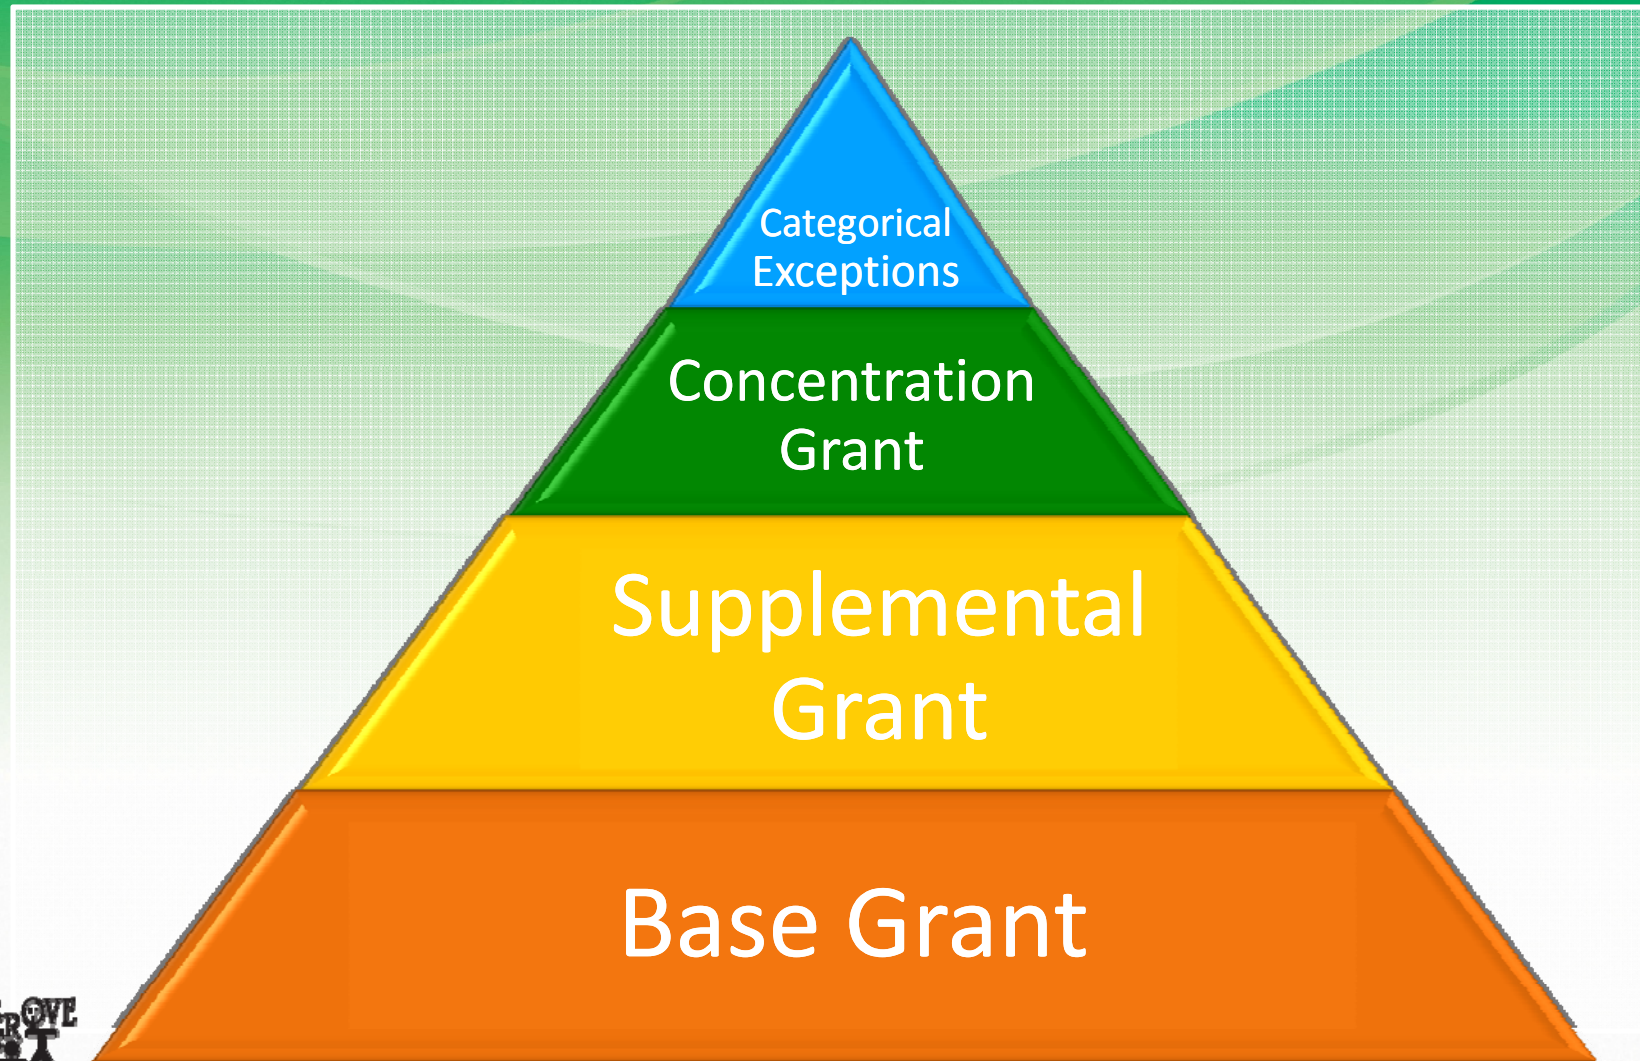 Categorical
Exceptions
Concentration
Grant
Supplemental
Grant
Base Grant